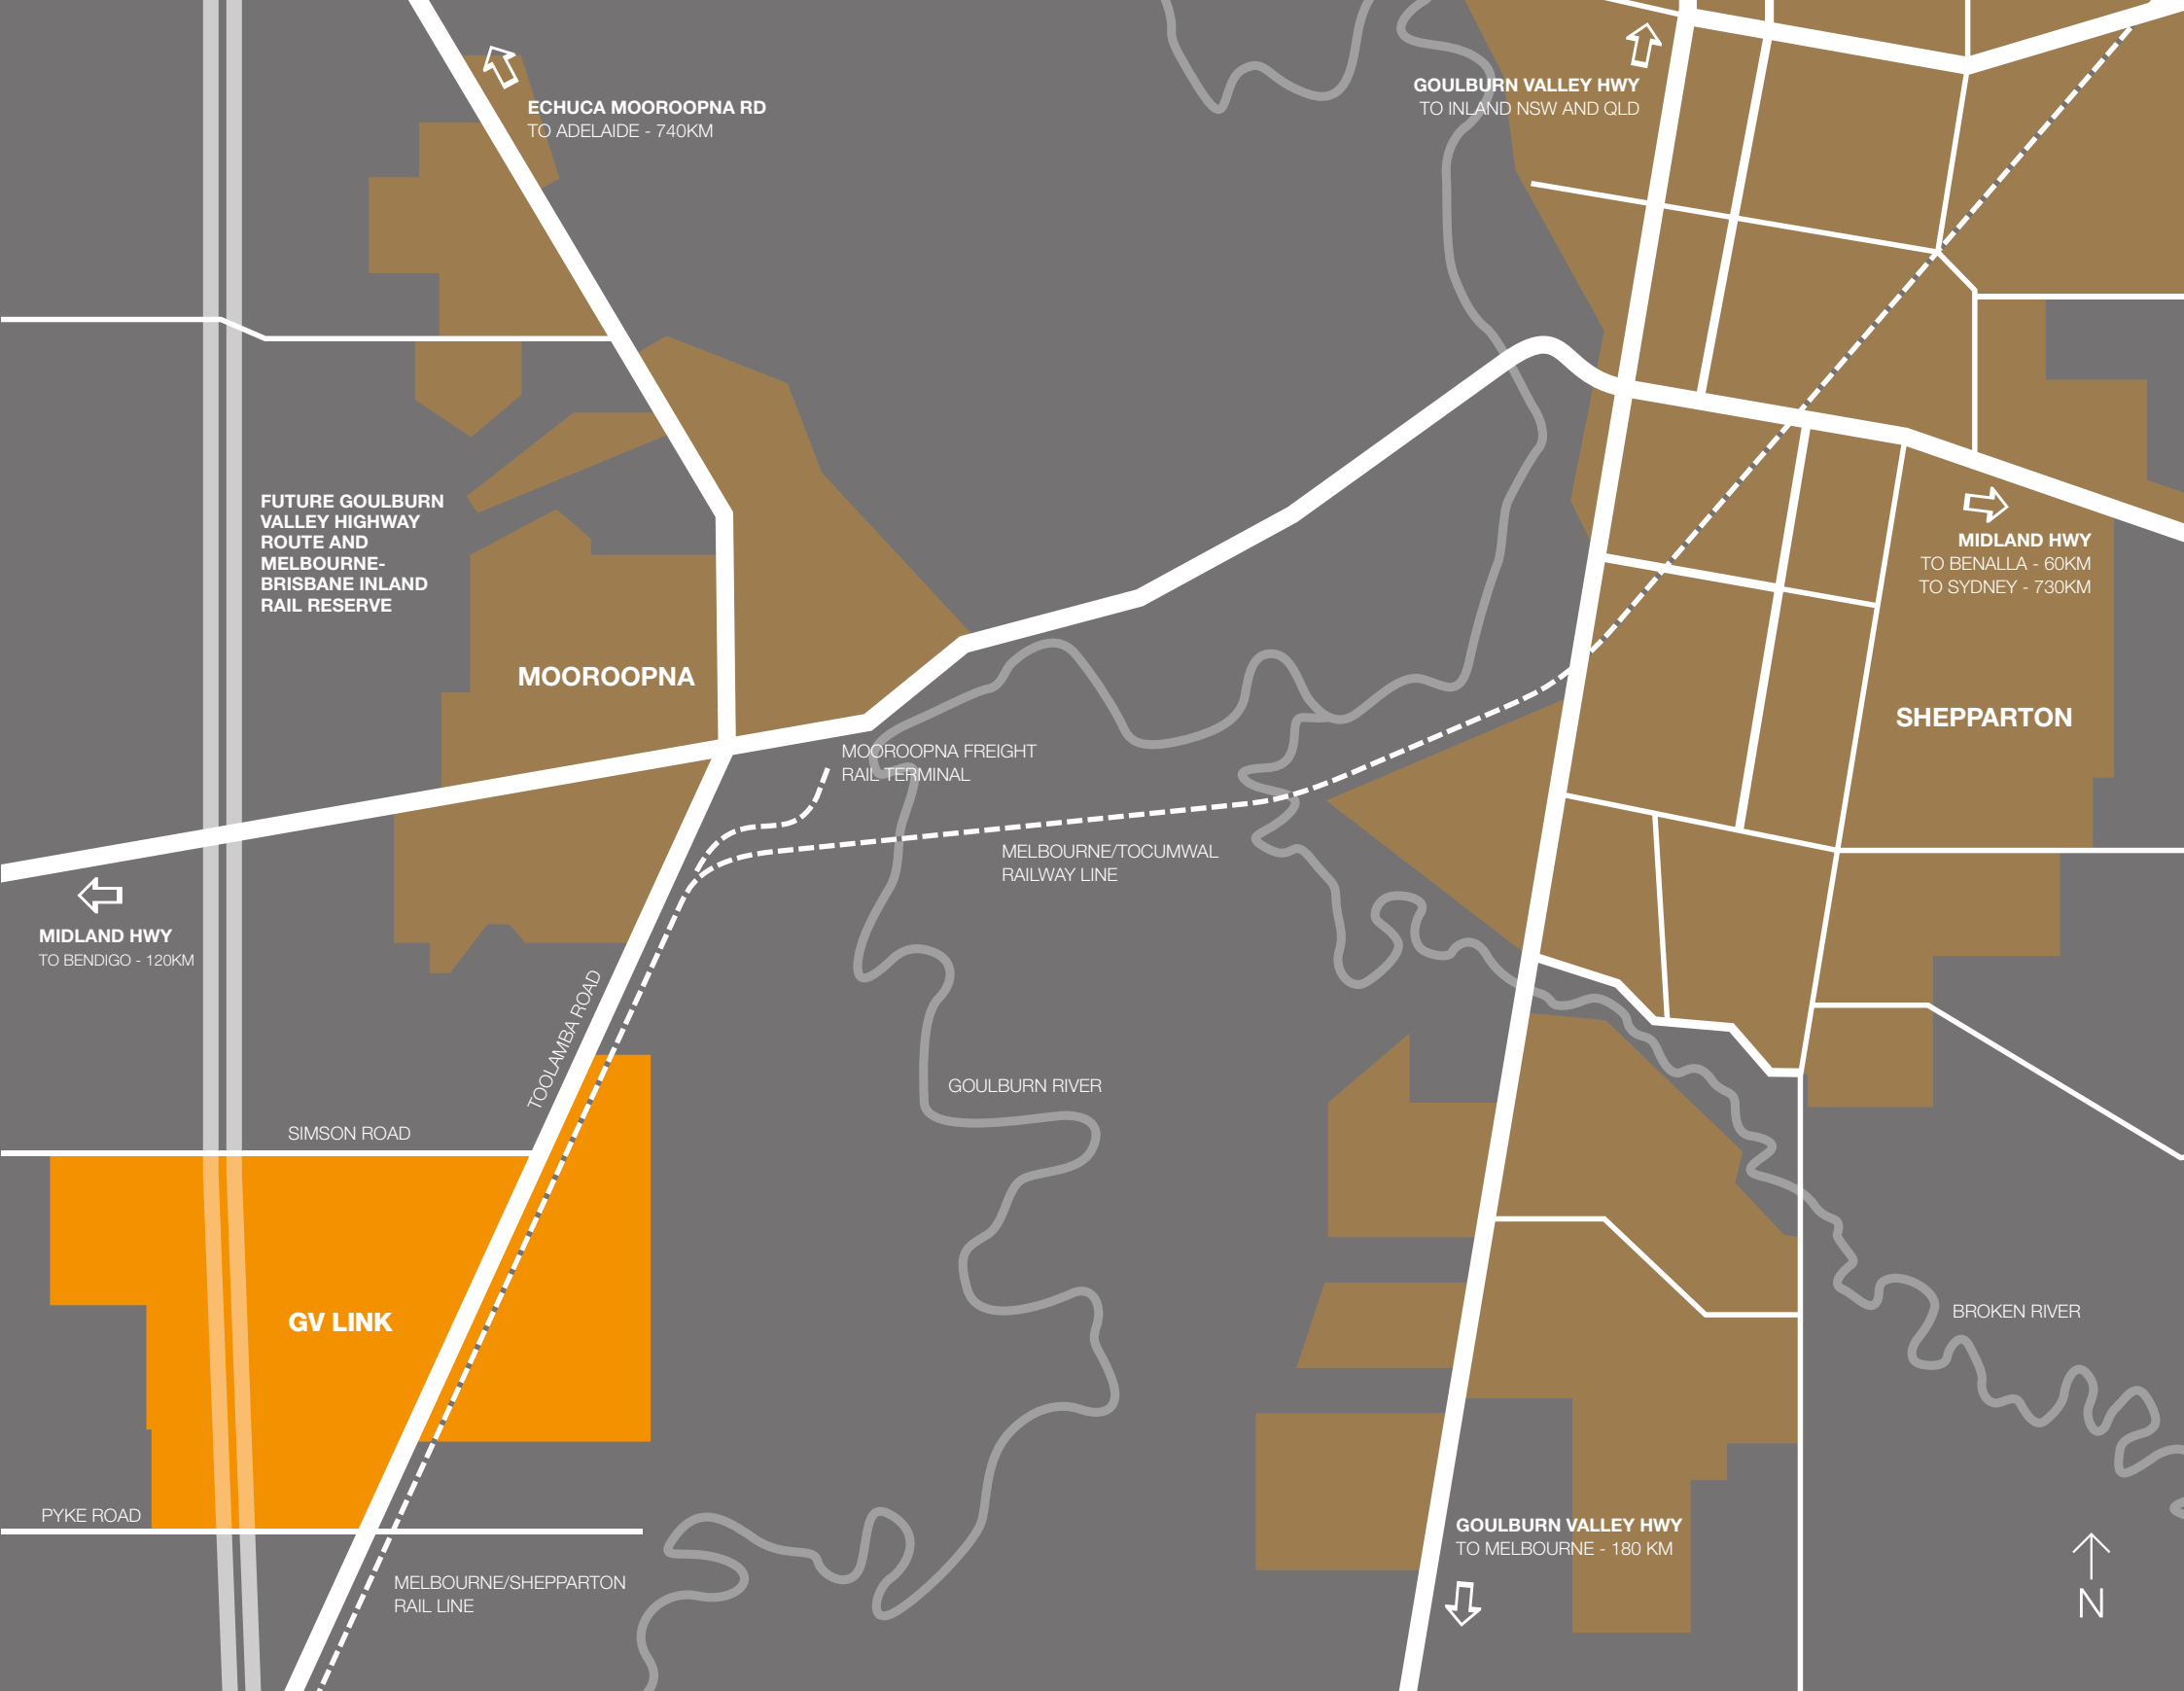 ECHUCA MOOROOPNA RD
TO ADELAIDE - 740KM
GOULBURN VALLEY HWY
TO INLAND NSW AND QLD
FUTURE GOULBURN
VALLEY HIGHWAY
ROUTE AND
MELBOURNE-
BRISBANE INLAND
RAIL RESERVE
MIDLAND HWY
TO BENALLA - 60KM
TO SYDNEY - 730KM
MOOROOPNA
SHEPPARTON
MOOROOPNA FREIGHT
RAIL TERMINAL
MELBOURNE/TOCUMWAL
RAILWAY LINE
MIDLAND HWY
TO BENDIGO - 120KM
TOOLAMBA ROAD
GOULBURN RIVER
SIMSON ROAD
GV LINK
BROKEN RIVER
PYKE ROAD
GOULBURN VALLEY HWY
TO MELBOURNE - 180 KM
MELBOURNE/SHEPPARTON
RAIL LINE
N